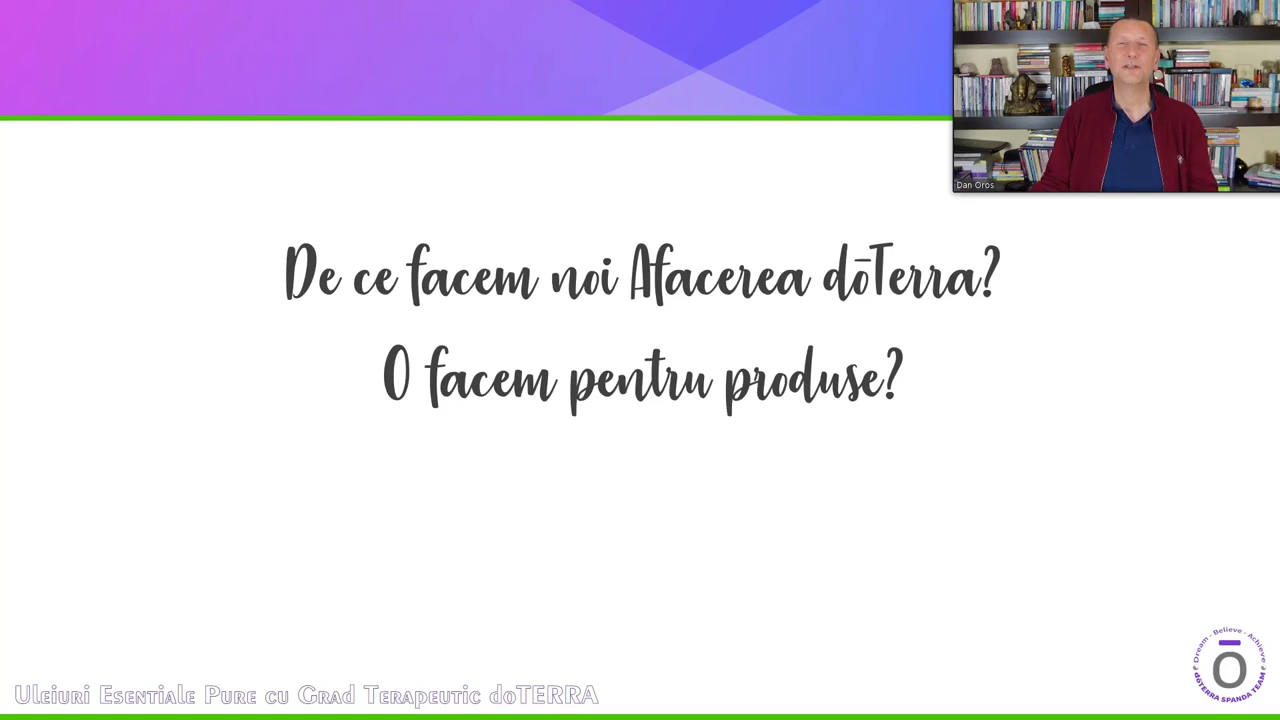 Dan Oros
De ce facem noi Afacerea dōTerra?
O facem pentru produse?
Uleiuri Esentiale Pure cu Grad Terapeutic doTERRA
Dream - Believe - Achieve
ō
dōTERRA SPANDA TEAM